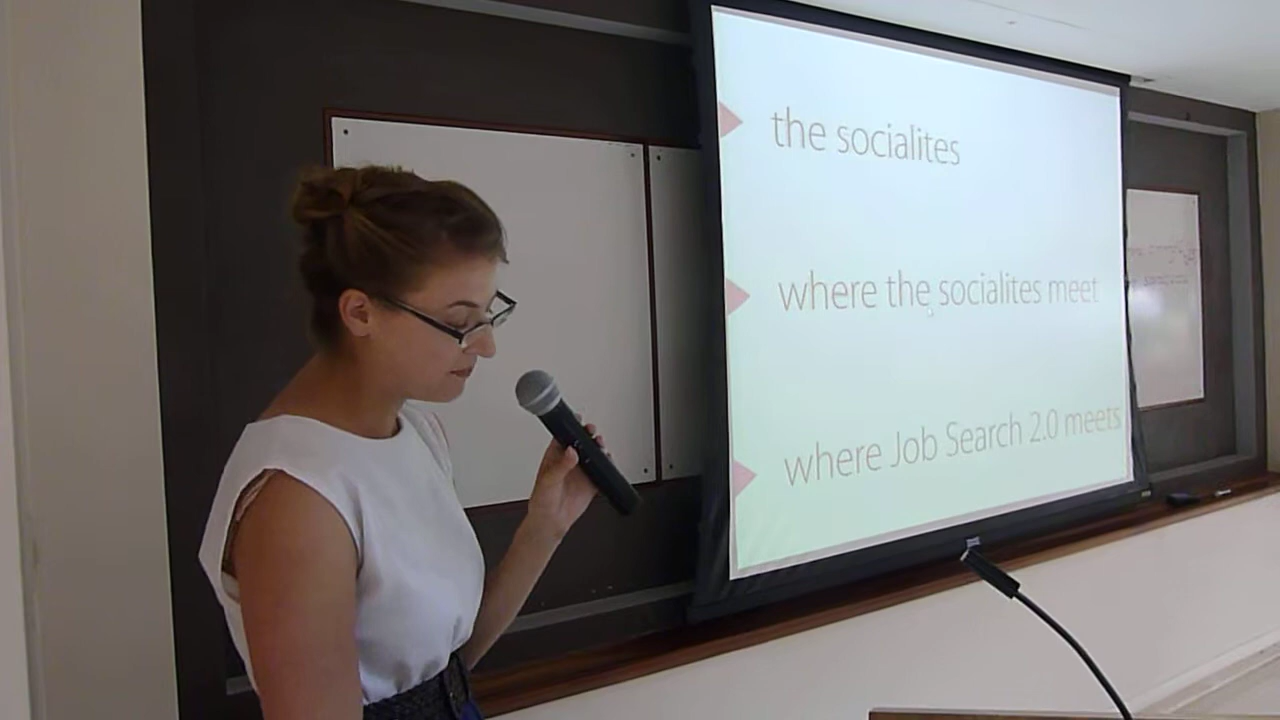 the socialites
where the socialites meet
where Job Search 2.0 meets